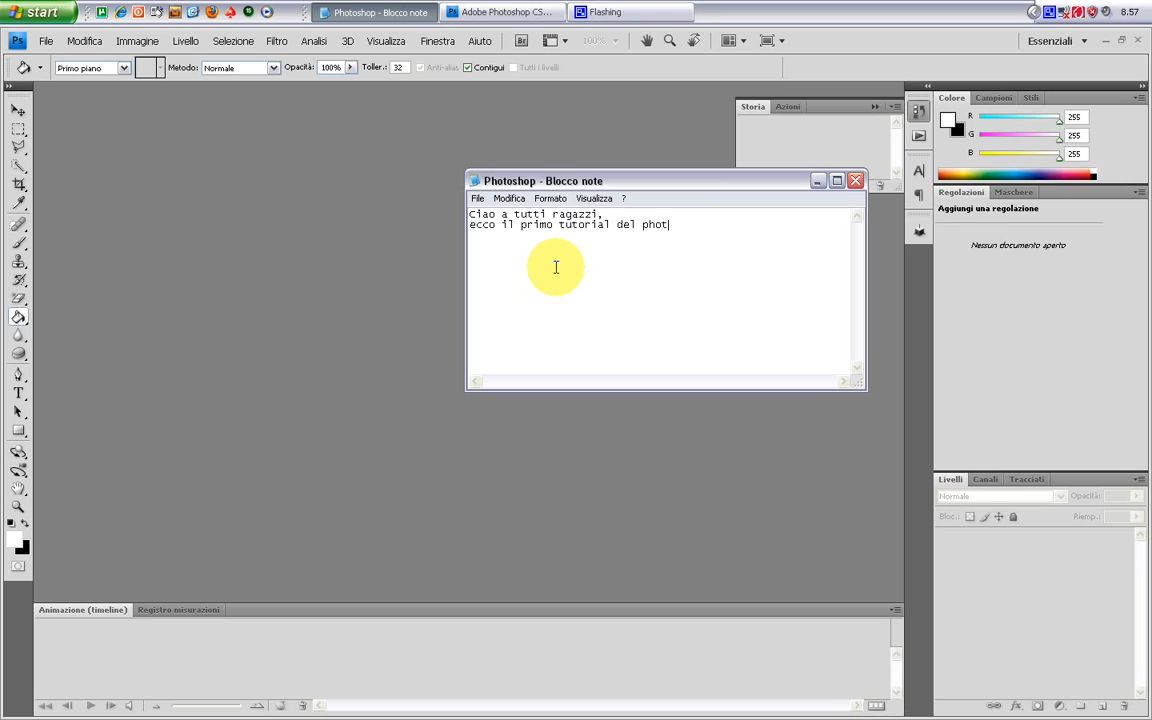 start
Photoshop - Blocco note
Adobe Photoshop CS...
Flashing
8.57
Ps
File Modifica Immagine Livello Selezione Filtro Analisi 3D Visualizza Finestra Aiuto
Br
100%
Essenziali
Primo piano
Metodo: Normale
Opacità: 100%
Toller.: 32
Anti-alias
Contigui
Tutti i livelli
Storia Azioni
Colore Campioni Stili
R 255
G 255
B 255
Regolazioni Maschere
Aggiungi una regolazione
Nessun documento aperto
Photoshop - Blocco note
File Modifica Formato Visualizza ?
Ciao a tutti ragazzi,
ecco il primo tutorial del phot
Livelli Canali Tracciati
Normale Opacità:
Bloc.: Riemp.:
Animazione (timeline) Registro misurazioni